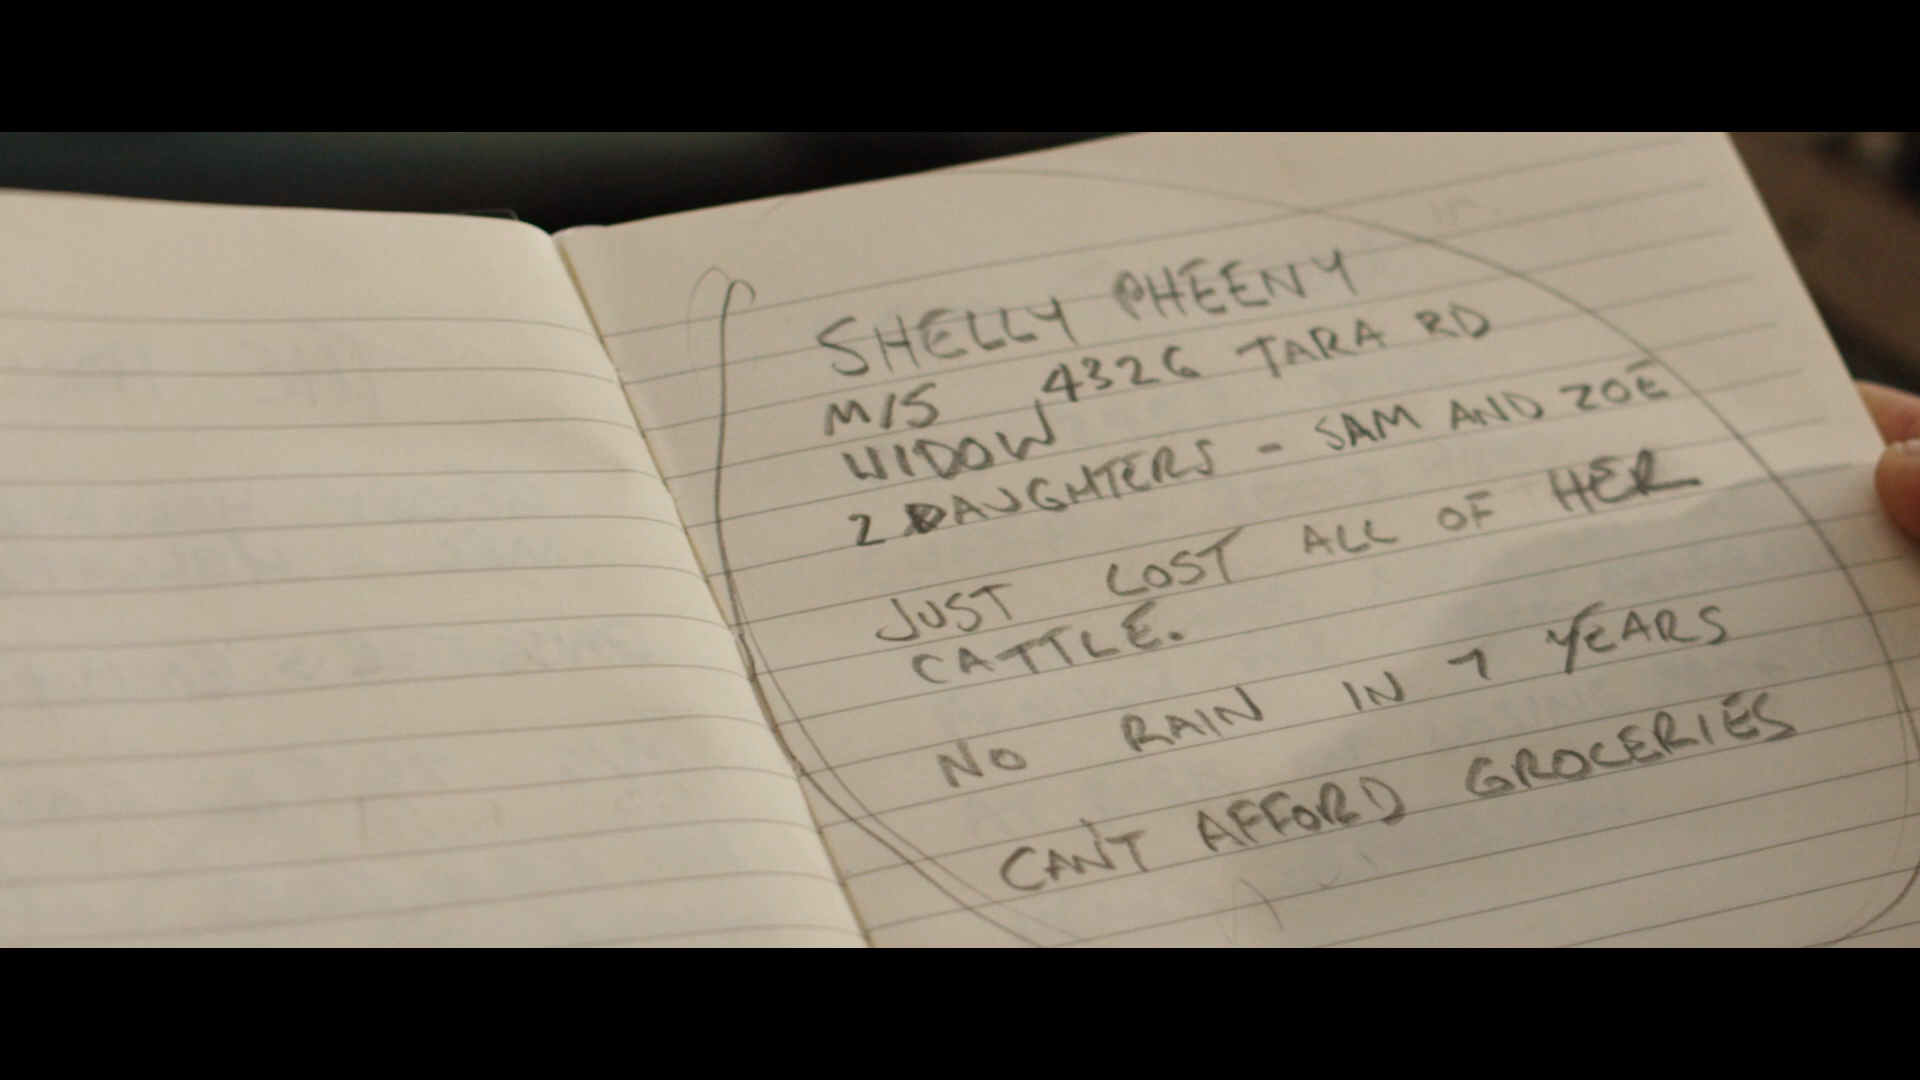 SHELLY PHEENY
M/S 4326 TARA RD
WIDOW
2 DAUGHTERS - SAM AND ZOE
JUST LOST ALL OF HER
CATTLE.
NO RAIN IN 7 YEARS
CAN'T AFFORD GROCERIES